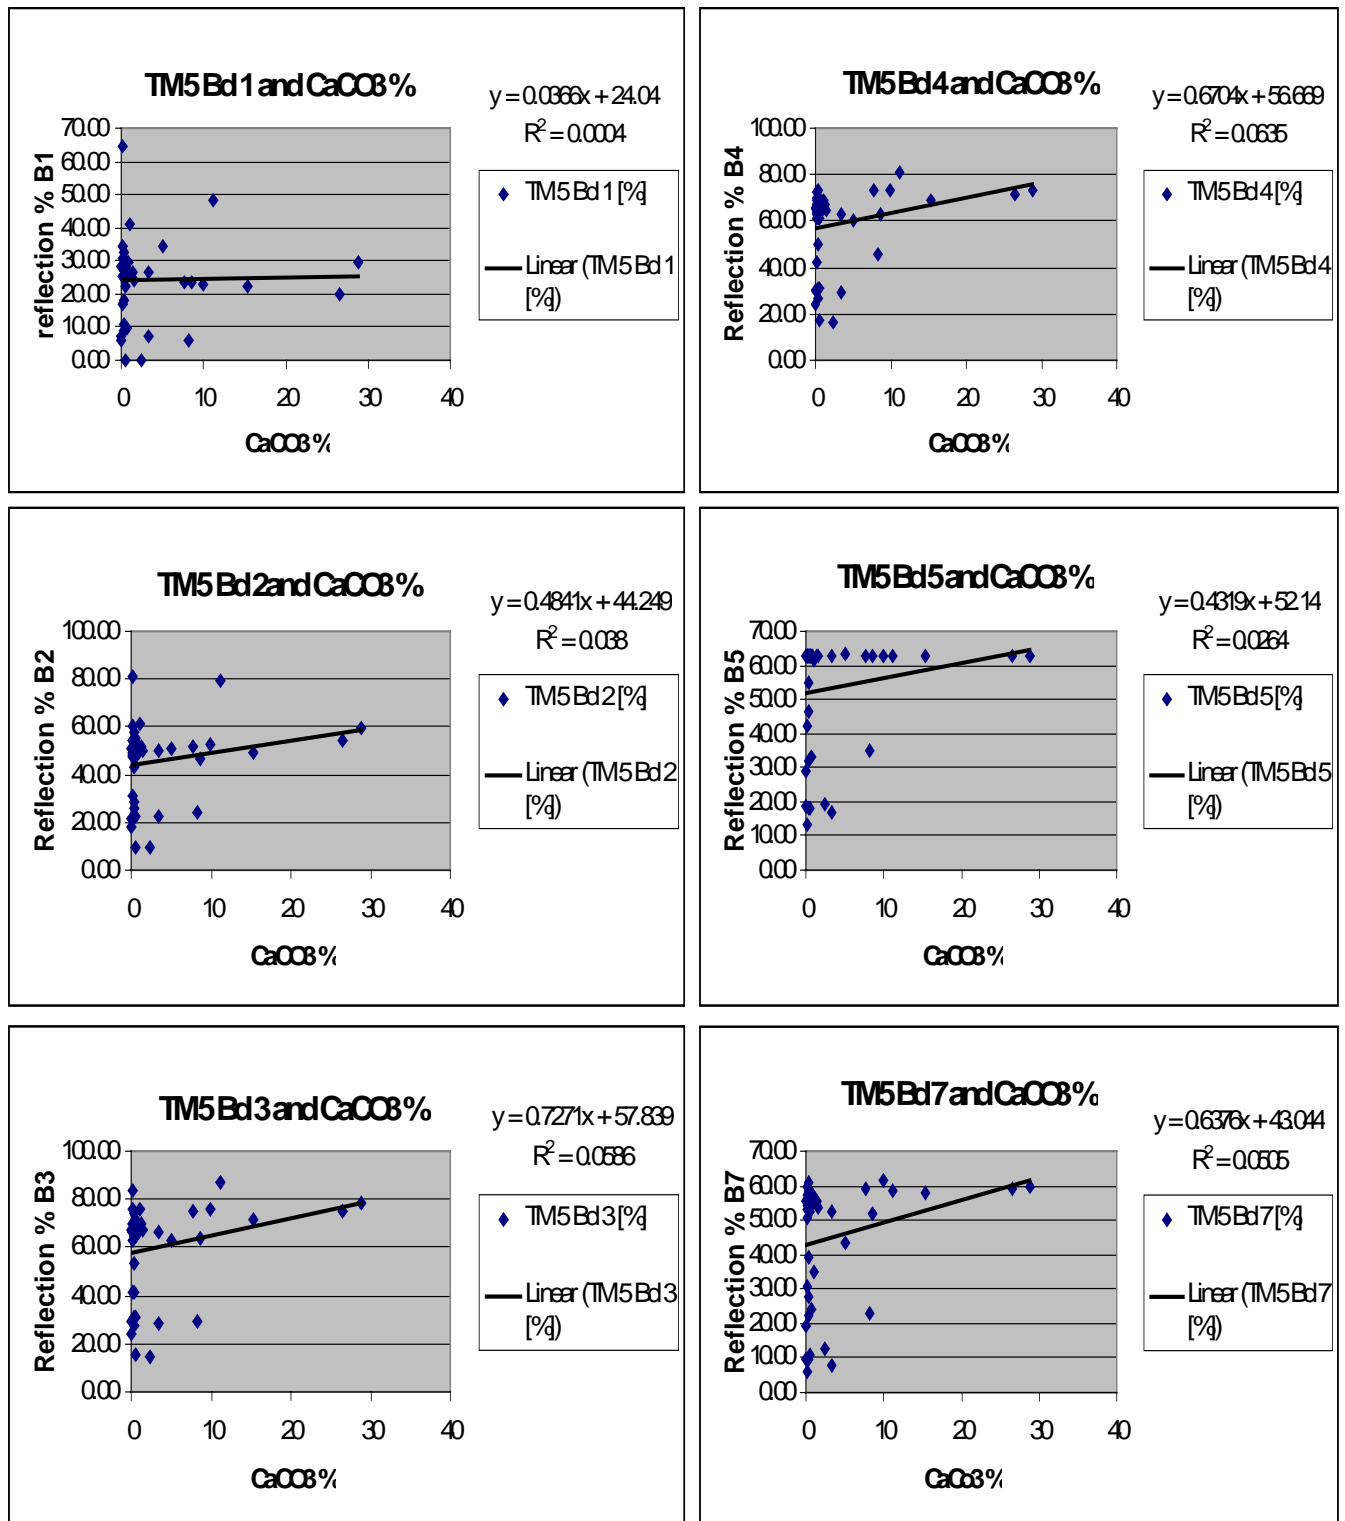 TM5 Bd 1 and CaCO3 %
y = 0.0366x + 24.04
R² = 0.0004
70.00
60.00
50.00
40.00
30.00
20.00
10.00
0.00
reflection % B1
0 10 20 30 40
CaCO3 %
TM5 Bd 1 [%]
Linear (TM5 Bd 1
[%])
TM5 Bd 4 and CaCO3 %
y = 0.6704x + 56.669
R² = 0.0635
100.00
80.00
60.00
40.00
20.00
0.00
Reflection % B4
0 10 20 30 40
CaCO3 %
TM5 Bd 4 [%]
Linear (TM5 Bd 4
[%])
TM5 Bd 2 and CaCO3 %
y = 0.4841x + 44.249
R² = 0.038
100.00
80.00
60.00
40.00
20.00
0.00
Reflection % B2
0 10 20 30 40
CaCO3 %
TM5 Bd 2 [%]
Linear (TM5 Bd 2
[%])
TM5 Bd 5 and CaCO3 %
y = 0.4319x + 52.14
R² = 0.0264
70.00
60.00
50.00
40.00
30.00
20.00
10.00
0.00
Reflection % B5
0 10 20 30 40
CaCO3 %
TM5 Bd 5 [%]
Linear (TM5 Bd 5
[%])
TM5 Bd 3 and CaCO3 %
y = 0.7271x + 57.839
R² = 0.0586
100.00
80.00
60.00
40.00
20.00
0.00
Reflection % B3
0 10 20 30 40
CaCO3 %
TM5 Bd 3 [%]
Linear (TM5 Bd 3
[%])
TM5 Bd 7 and CaCO3 %
y = 0.6376x + 43.044
R² = 0.0505
70.00
60.00
50.00
40.00
30.00
20.00
10.00
0.00
Reflection % B7
0 10 20 30 40
CaCo3 %
TM5 Bd 7 [%]
Linear (TM5 Bd 7
[%])